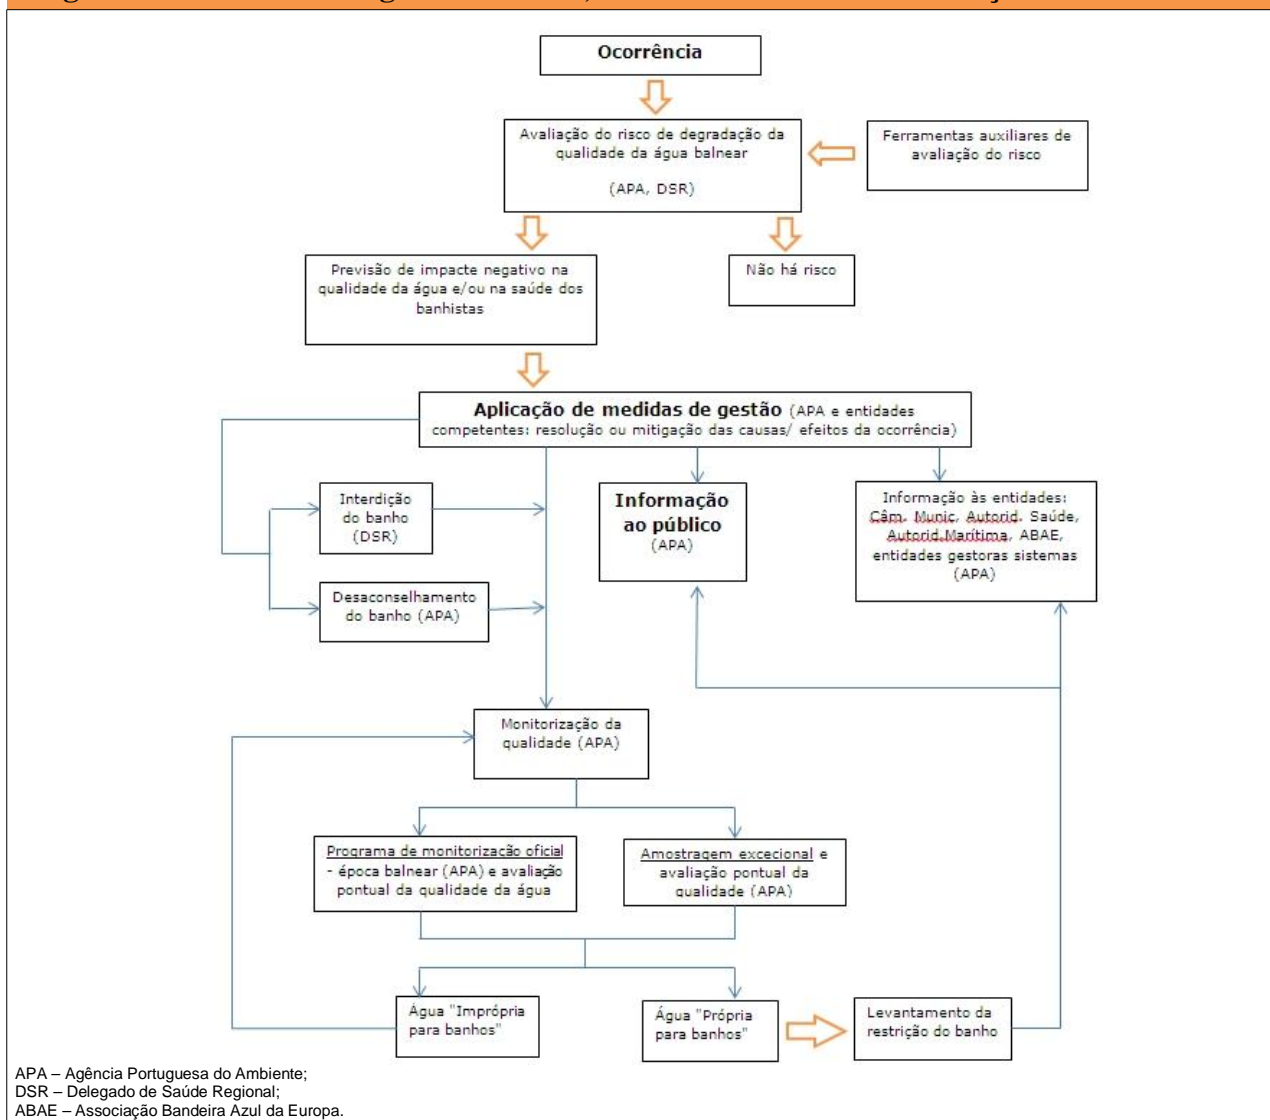 Ocorrência
Avaliação do risco de degradação da
qualidade da água balnear
(APA, DSR)
Ferramentas auxiliares de
avaliação do risco
Previsão de impacte negativo na
qualidade da água e/ou na saúde dos
banhistas
Não há risco
Aplicação de medidas de gestão (APA e entidades
competentes: resolução ou mitigação das causas/ efeitos da ocorrência)
Interdição
do banho
(DSR)
Desaconselhamento
do banho (APA)
Informação
ao público
(APA)
Informação às entidades:
Câm. Munic, Autorid. Saúde,
Autorid.Marítima, ABAE,
entidades gestoras sistemas
(APA)
Monitorização da
qualidade (APA)
Programa de monitorização oficial
- época balnear (APA) e avaliação
pontual da qualidade da água
Amostragem excecional e
avaliação pontual da
qualidade (APA)
Água "Imprópria
para banhos"
Água "Própria
para banhos"
Levantamento da
restrição do banho
APA – Agência Portuguesa do Ambiente;
DSR – Delegado de Saúde Regional;
ABAE – Associação Bandeira Azul da Europa.